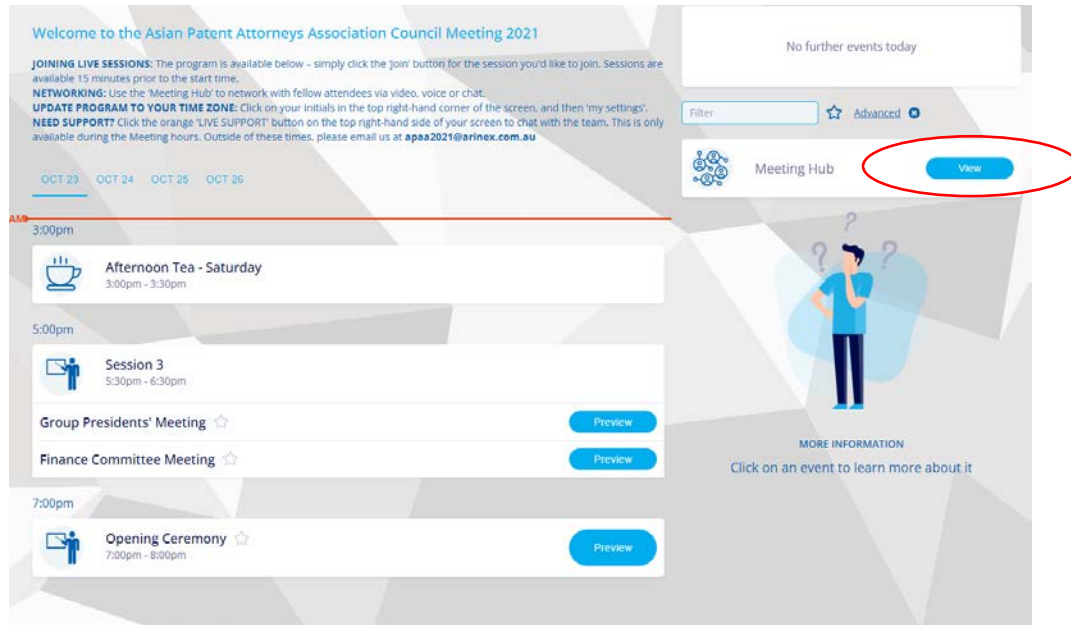 Welcome to the Asian Patent Attorneys Association Council Meeting 2021
JOINING LIVE SESSIONS: The program is available below – simply click the 'Join' button for the session you'd like to join. Sessions are
available 15 minutes prior to the start time.
NETWORKING: Use the 'Meeting Hub' to network with fellow attendees via video, voice or chat.
UPDATE PROGRAM TO YOUR TIME ZONE: Click on your initials in the top right-hand corner of the screen, and then 'my settings'.
NEED SUPPORT? Click the orange 'LIVE SUPPORT' button on the top right-hand side of your screen to chat with the team. This is only
available during the Meeting hours. Outside of these times, please email us at apaa2021@arinex.com.au
OCT 23 OCT 24 OCT 25 OCT 26
AM
3:00pm
Afternoon Tea - Saturday
3:00pm - 3:30pm
5:00pm
Session 3
5:30pm - 6:30pm
Group Presidents' Meeting
Preview
Finance Committee Meeting
Preview
7:00pm
Opening Ceremony
7:00pm - 8:00pm
Preview
No further events today
Filter
Advanced
Meeting Hub
View
? ? ?
MORE INFORMATION
Click on an event to learn more about it